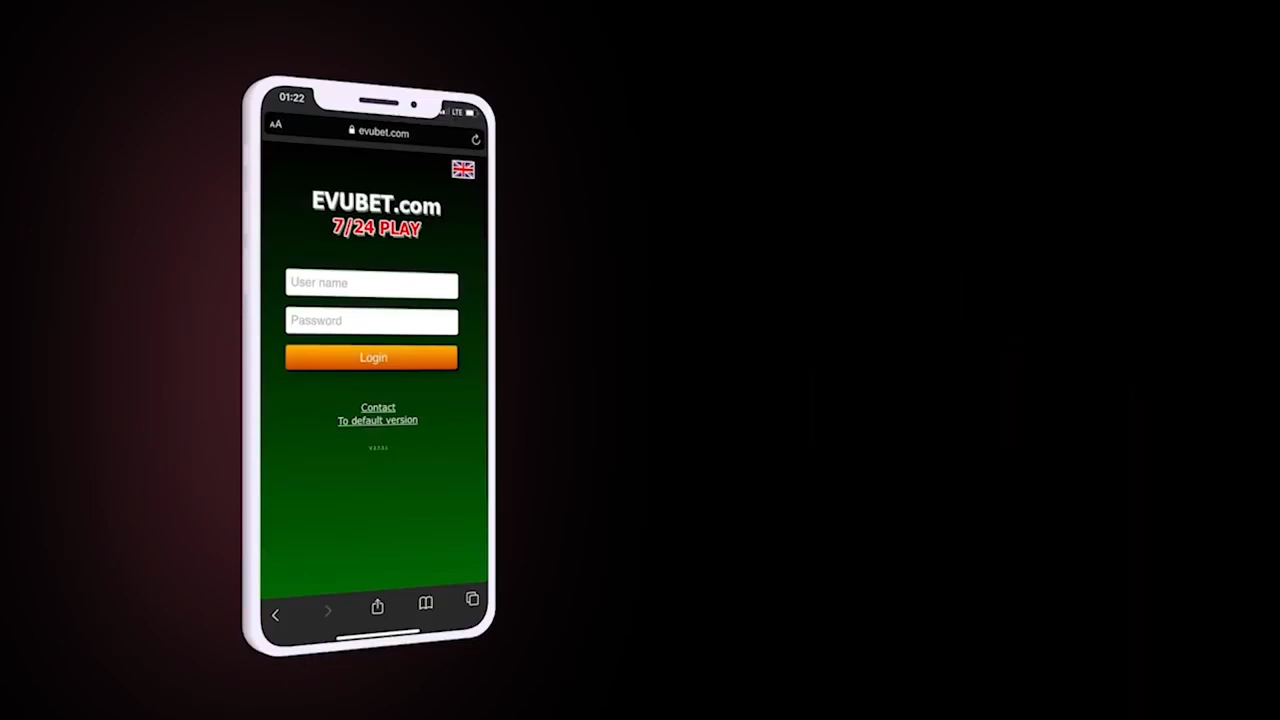 01:22
LTE
AA
evubet.com
EVUBET.com
7/24 PLAY
User name
Password
Login
Contact
To default version